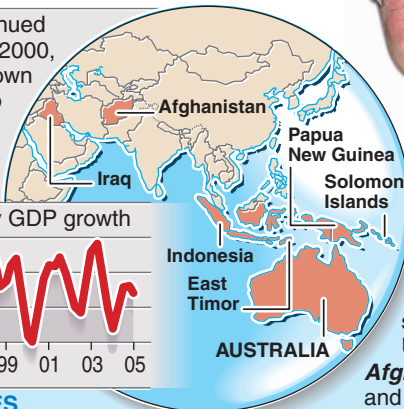 nued
2000,
own
Afghanistan
Papua
New Guinea
Iraq
Solomon
Islands
GDP growth
Indonesia
East
Timor
AUSTRALIA
99 01 03 05
Afgh
and